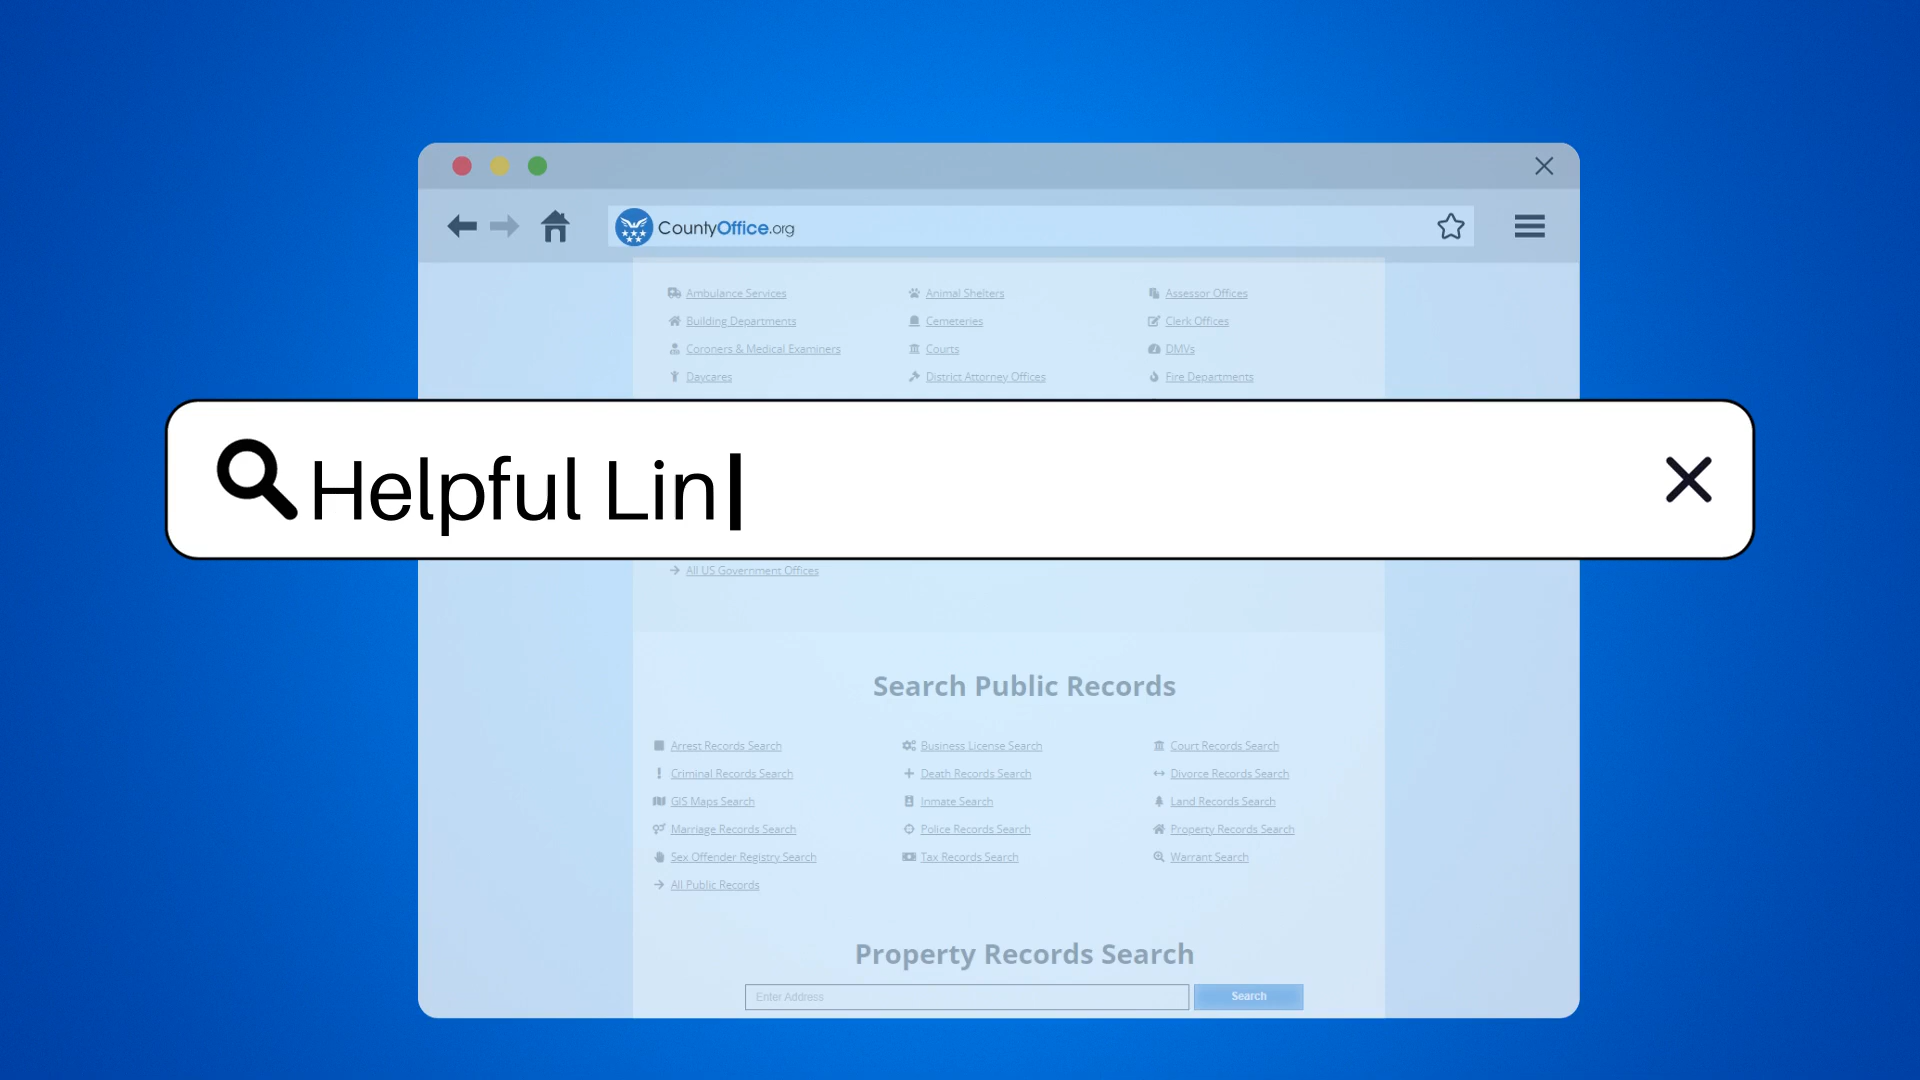 CountyOffice.org
Ambulance Services Animal Shelters Assessor Offices
Building Departments Cemeteries Clerk Offices
Coroners & Medical Examiners Courts DMVs
Daycares District Attorney Offices Fire Departments
Helpful Lin
All US Government Offices
Search Public Records
Arrest Records Search Business License Search Court Records Search
Criminal Records Search Death Records Search Divorce Records Search
GIS Maps Search Inmate Search Land Records Search
Marriage Records Search Police Records Search Property Records Search
Sex Offender Registry Search Tax Records Search Warrant Search
All Public Records
Property Records Search
Enter Address Search